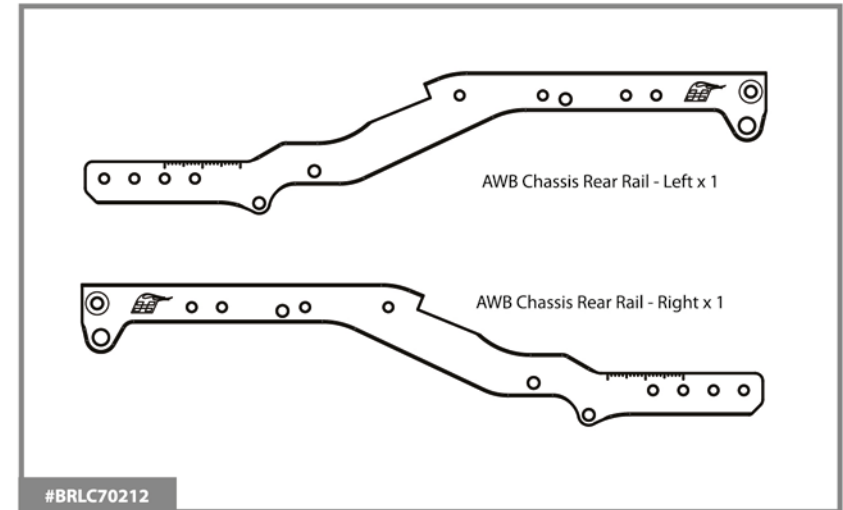 AWB Chassis Rear Rail - Left x 1
AWB Chassis Rear Rail - Right x 1
#BRLC70212